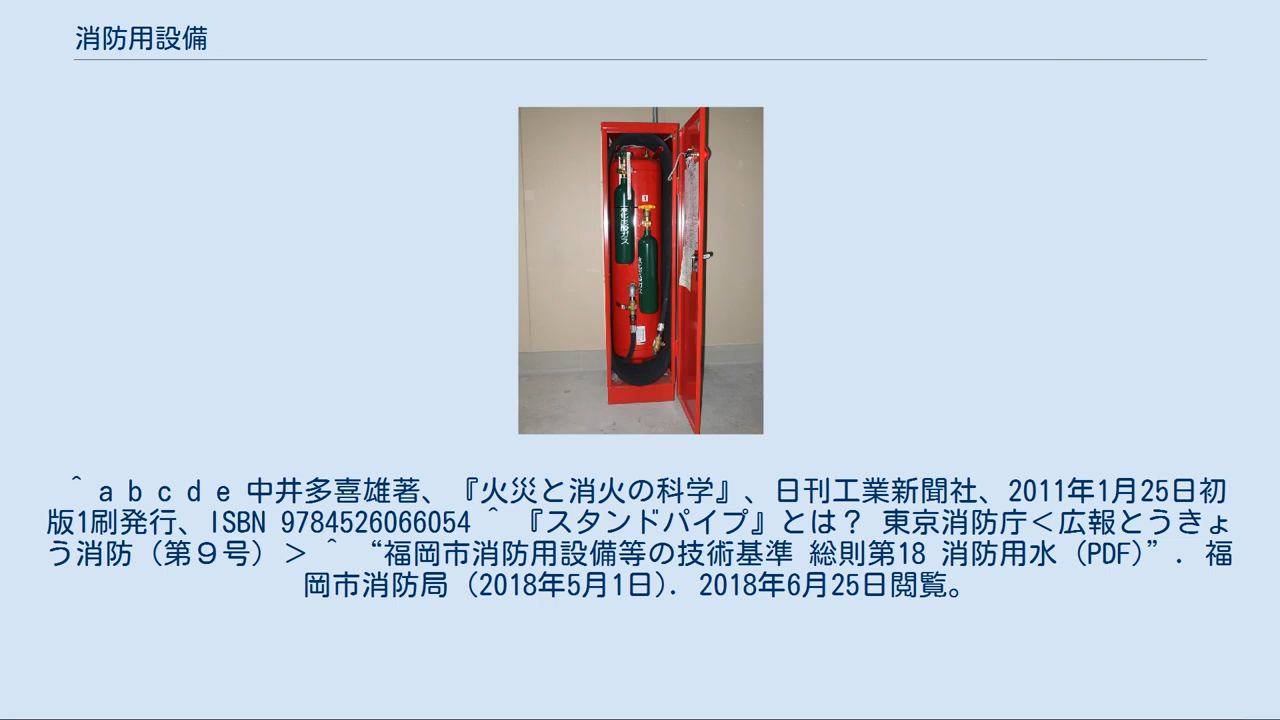 消防用設備
液化炭酸ガス
^ a b c d e 中井多喜雄著、『火災と消火の科学』、日刊工業新聞社、2011年1月25日初
版1刷発行、ISBN 9784526066054 ^ 『スタンドパイプ』とは？ 東京消防庁＜広報とうきょ
う消防（第９号）＞ ^ “福岡市消防用設備等の技術基準 総則第18 消防用水（PDF）”. 福
岡市消防局 (2018年5月1日). 2018年6月25日閲覧。